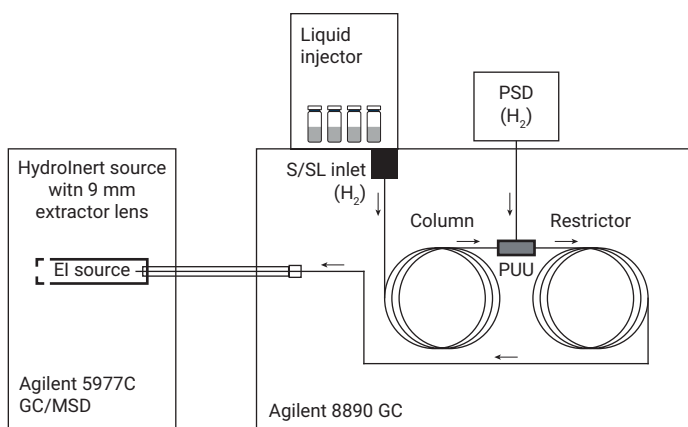 Liquid
injector
PSD
(H₂)
HydroInert source
witn 9 mm
extractor lens
S/SL inlet
(H₂)
Column
Restrictor
PUU
EI source
Agilent 5977C
GC/MSD
Agilent 8890 GC